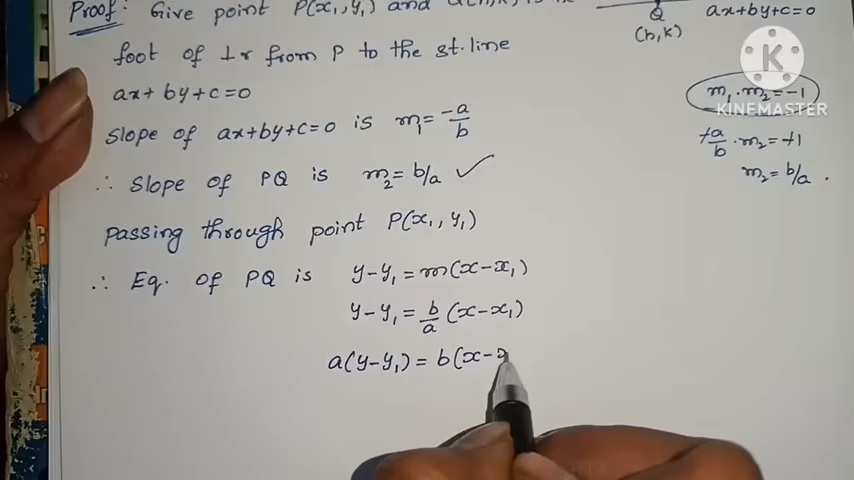 Proof: Give point P(x₁, y₁) and
Q
ax+by+c=0
(h,k)
foot of ⊥r from P to the st. line
ax+by+c=0
m₁·m₂=-1
KINEMASTER
slope of ax+by+c=0 is m₁=-a/b
+a/b·m₂=+1
∴ slope of PQ is m₂=b/a ✓
m₂=b/a.
passing through point P(x₁, y₁)
∴ Eq. of PQ is y-y₁=m(x-x₁)
y-y₁=b/a(x-x₁)
a(y-y₁)=b(x-x